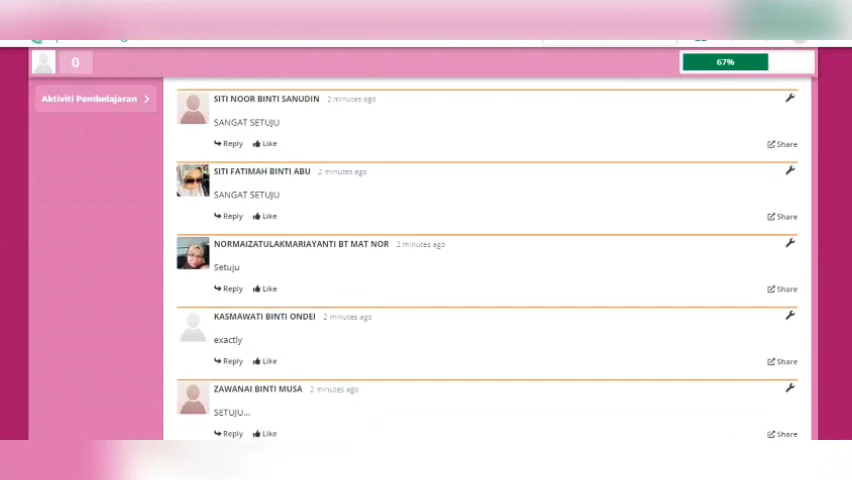 0
67%
Aktiviti Pembelajaran
SITI NOOR BINTI SANUDIN 2 minutes ago
SANGAT SETUJU
Reply Like Share
SITI FATIMAH BINTI ABU 2 minutes ago
SANGAT SETUJU
Reply Like Share
NORMAIZATULAKMARIAYANTI BT MAT NOR 2 minutes ago
Setuju
Reply Like Share
KASMAWATI BINTI ONDEI 2 minutes ago
exactly
Reply Like Share
ZAWANAI BINTI MUSA 2 minutes ago
SETUJU...
Reply Like Share